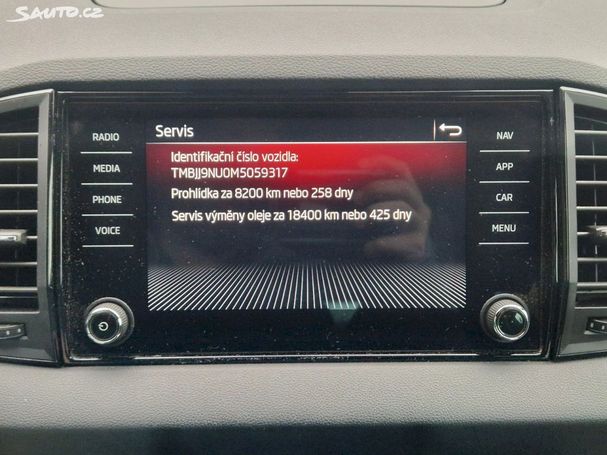 Sauto.cz
Servis
RADIO
MEDIA
PHONE
VOICE
Identifikační číslo vozidla:
TMBJJ9NU0M5059317
Prohlídka za 8200 km nebo 258 dny
Servis výměny oleje za 18400 km nebo 425 dny
NAV
APP
CAR
MENU